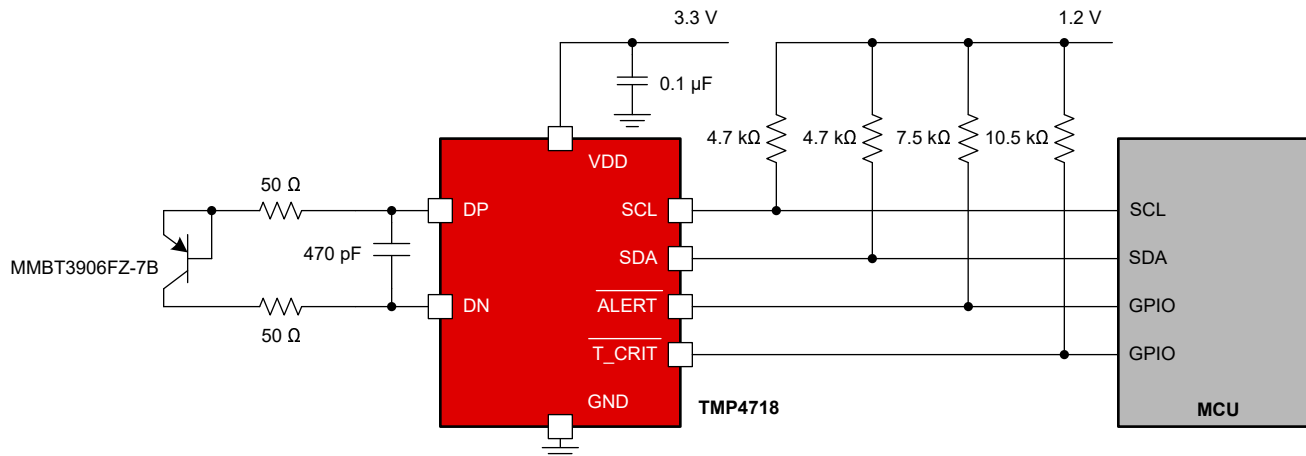 3.3 V
1.2 V
0.1 µF
4.7 kΩ
4.7 kΩ
7.5 kΩ
10.5 kΩ
VDD
50 Ω
DP
SCL
SCL
470 pF
MMBT3906FZ-7B
SDA
SDA
DN
ALERT
GPIO
50 Ω
T_CRIT
GPIO
GND
TMP4718
MCU